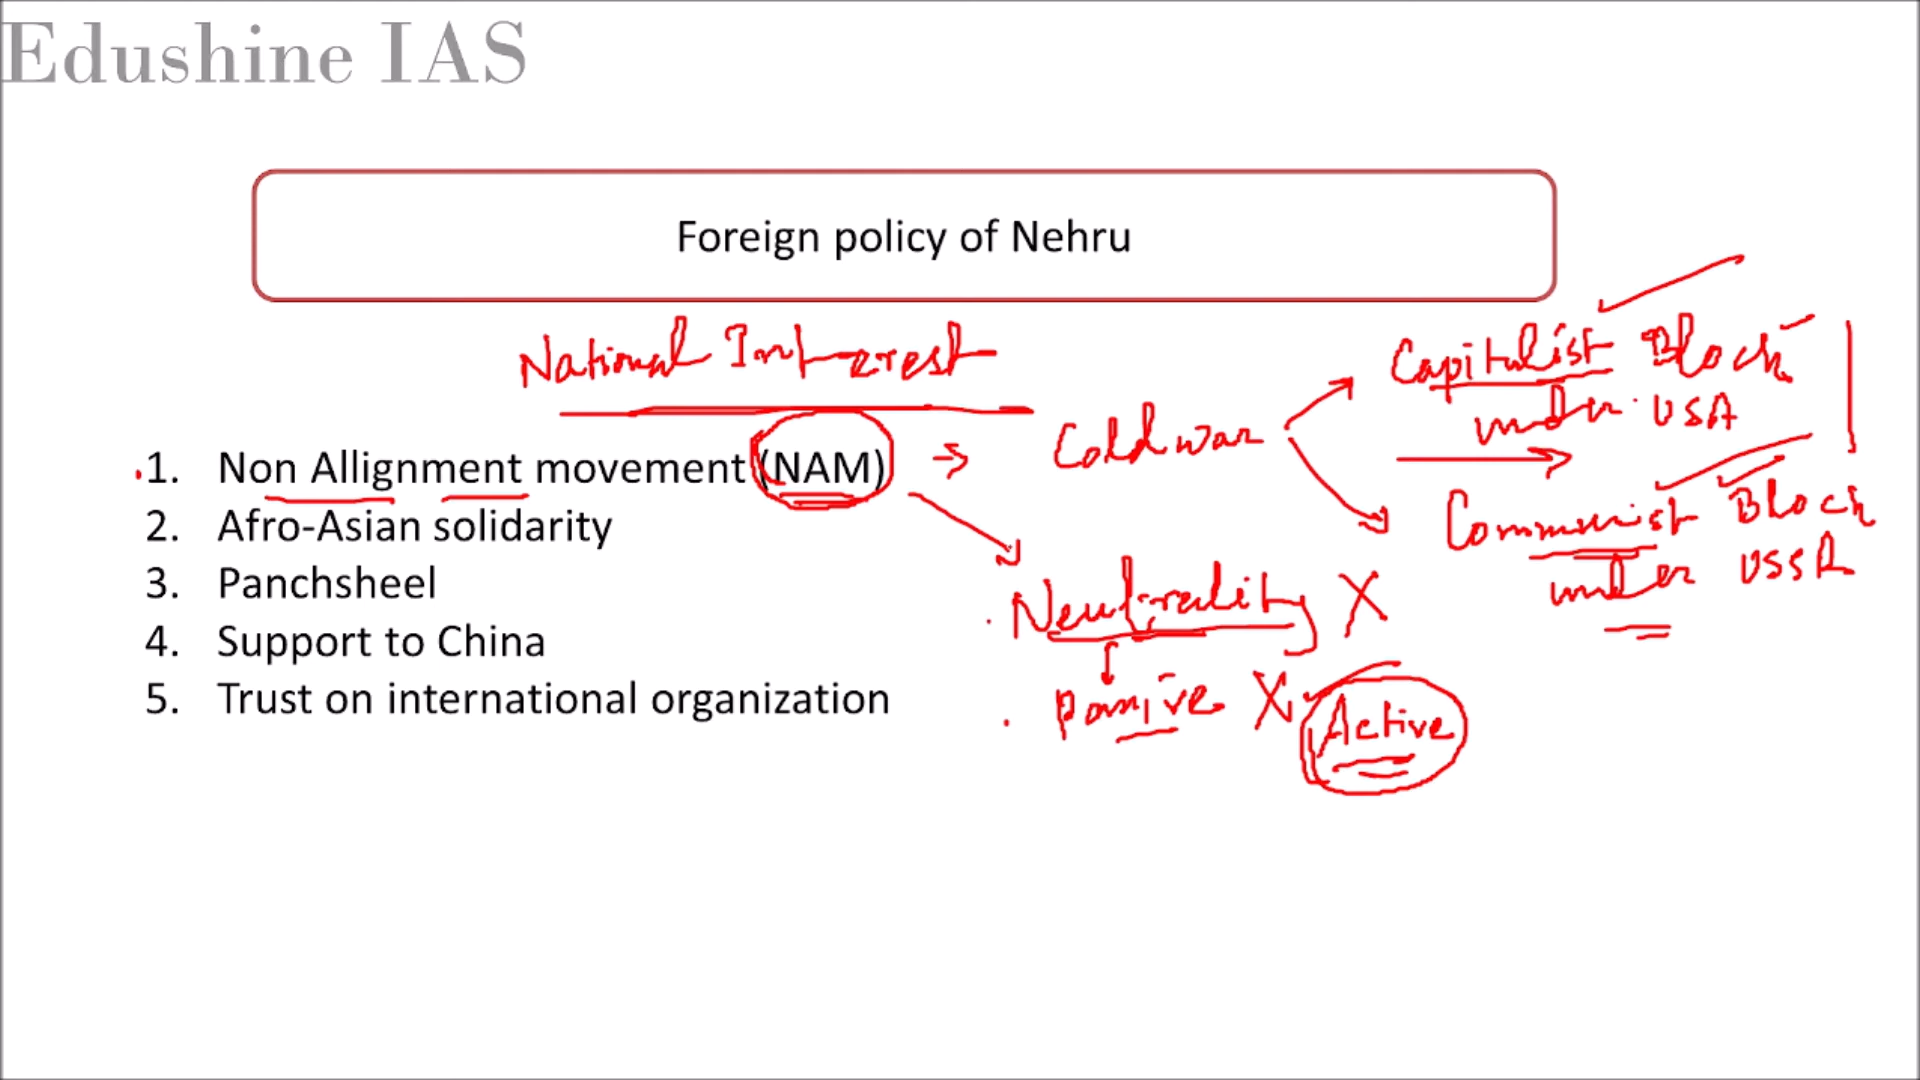 Edushine IAS
Foreign policy of Nehru
National Interest
Capitalist Block
under USA
Cold war
1. Non Allignment movement (NAM)
Communist Block
under USSR
2. Afro-Asian solidarity
3. Panchsheel
Neutrality X
4. Support to China
5. Trust on international organization
Passive X
Active